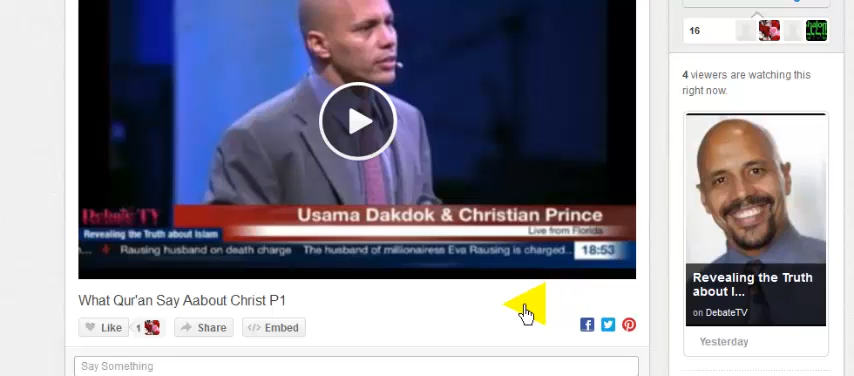 Usama Dakdok & Christian Prince
Live from Florida
Debate TV
Revealing the Truth about Islam
... Rausing husband on death charge The husband of millionairess Eva Rausing is charged... 18:53
What Qur'an Say Aabout Christ P1
Like 1 Share </> Embed
Say Something
16
4 viewers are watching this
right now.
Revealing the Truth
about I...
on DebateTV
Yesterday